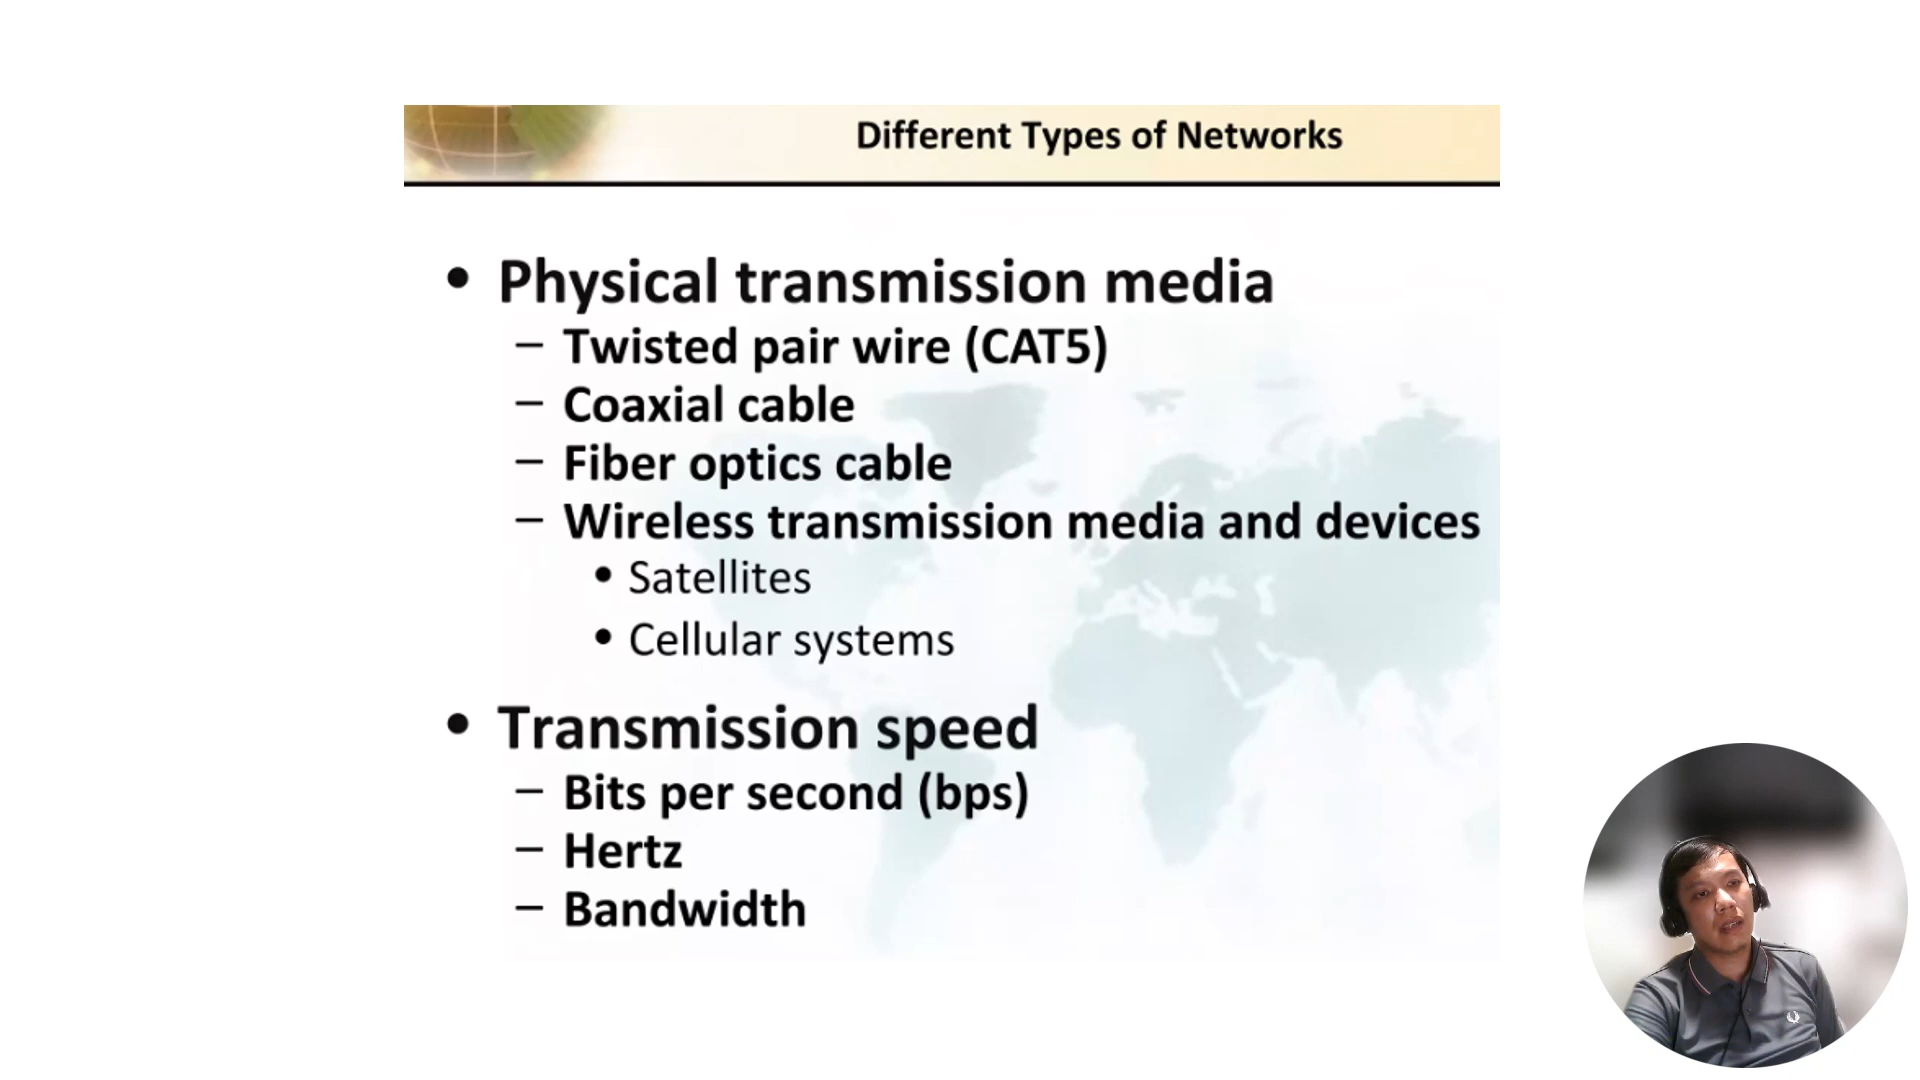 Different Types of Networks
• Physical transmission media
– Twisted pair wire (CAT5)
– Coaxial cable
– Fiber optics cable
– Wireless transmission media and devices
• Satellites
• Cellular systems
• Transmission speed
– Bits per second (bps)
– Hertz
– Bandwidth